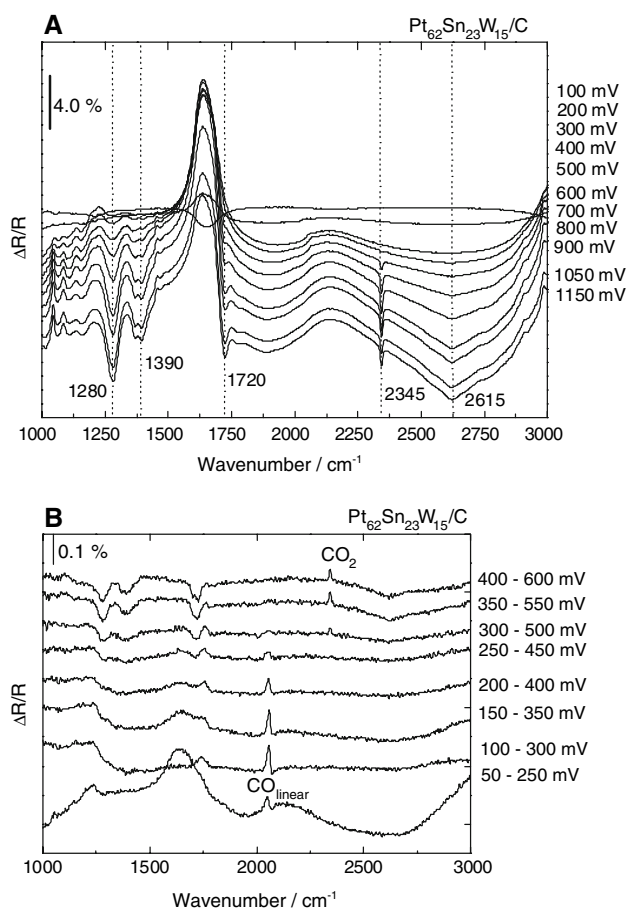 A
Pt62Sn23W15/C
4.0 %
100 mV
200 mV
300 mV
400 mV
500 mV
600 mV
700 mV
800 mV
900 mV
1050 mV
1150 mV
ΔR/R
1280
1390
1720
2345
2615
1000 1250 1500 1750 2000 2250 2500 2750 3000
Wavenumber / cm-1
B
Pt62Sn23W15/C
0.1 %
CO2
400 - 600 mV
350 - 550 mV
300 - 500 mV
250 - 450 mV
200 - 400 mV
150 - 350 mV
100 - 300 mV
50 - 250 mV
ΔR/R
COlinear
1000 1500 2000 2500 3000
Wavenumber / cm-1